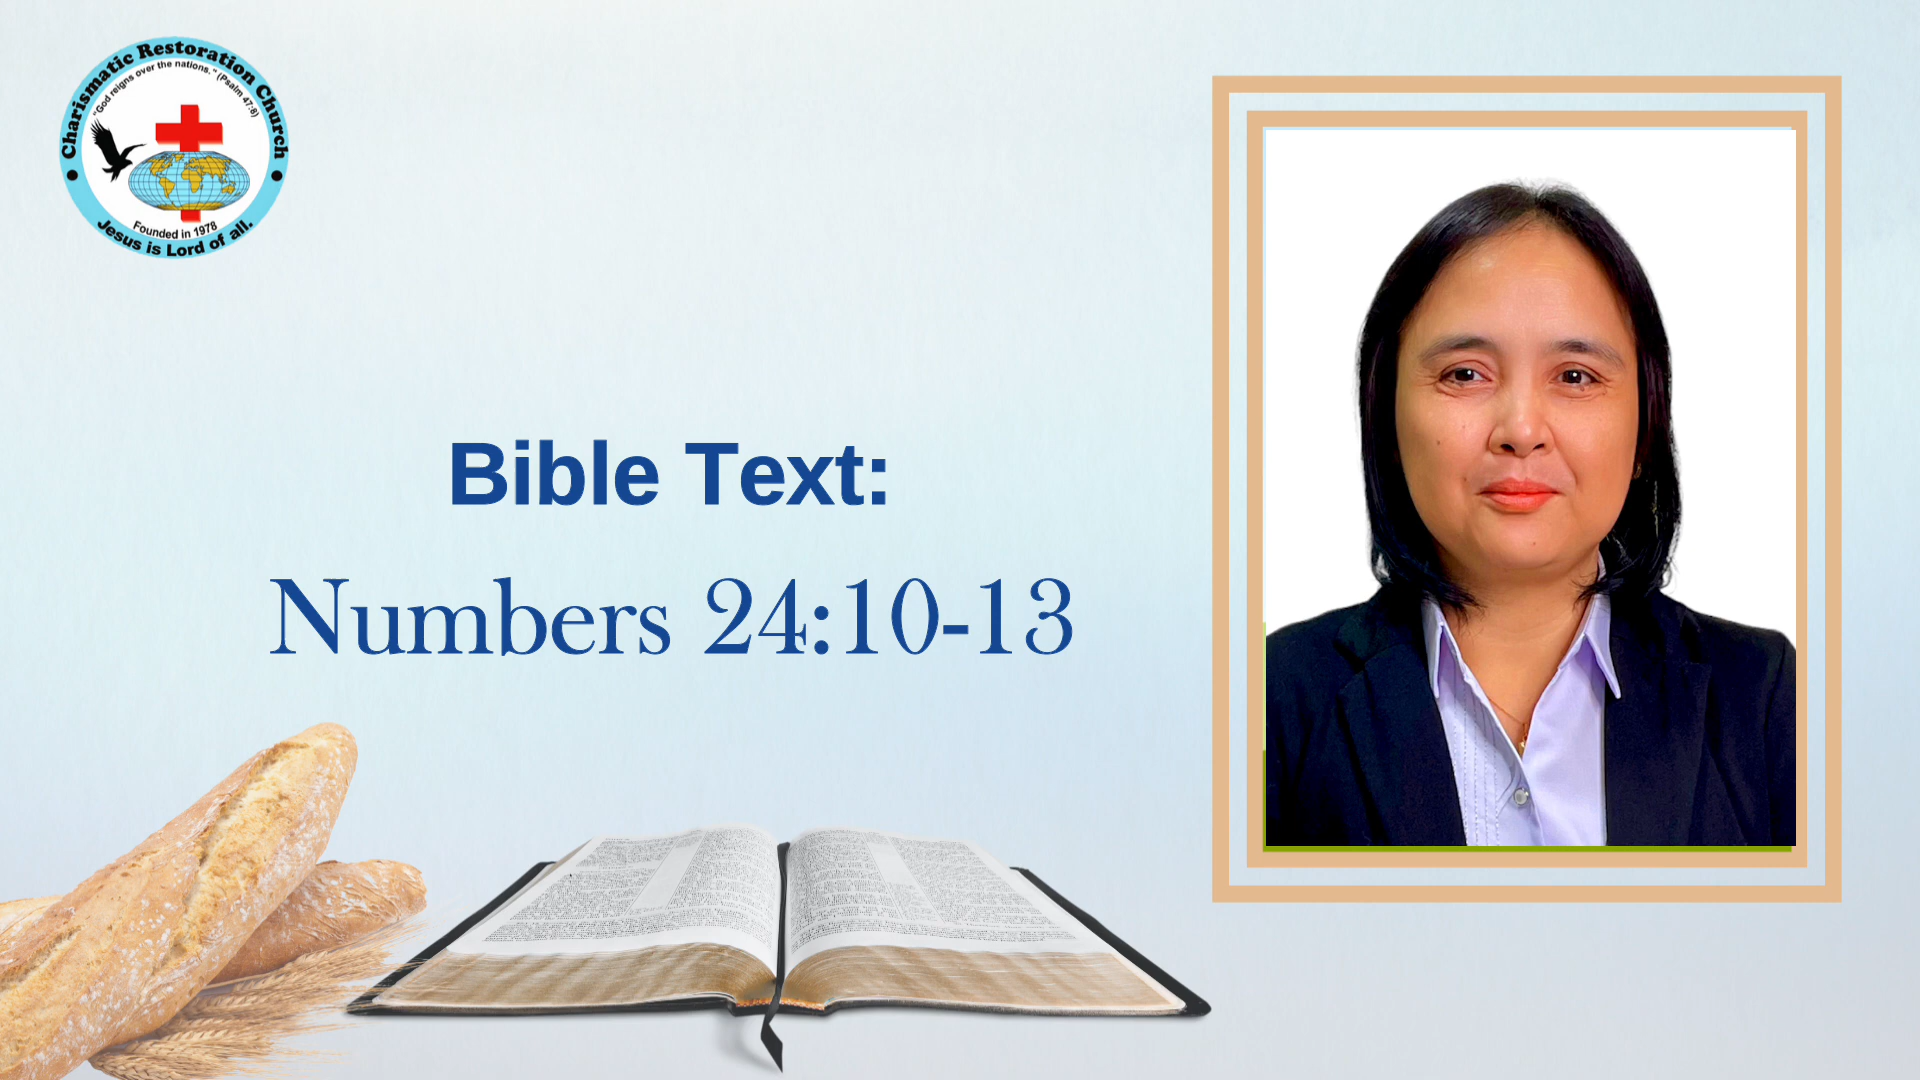 Charismatic Restoration Church
"God reigns over the nations." (Psalm 47:8)
Founded in 1978
Jesus is Lord of all.
Bible Text:
Numbers 24:10-13